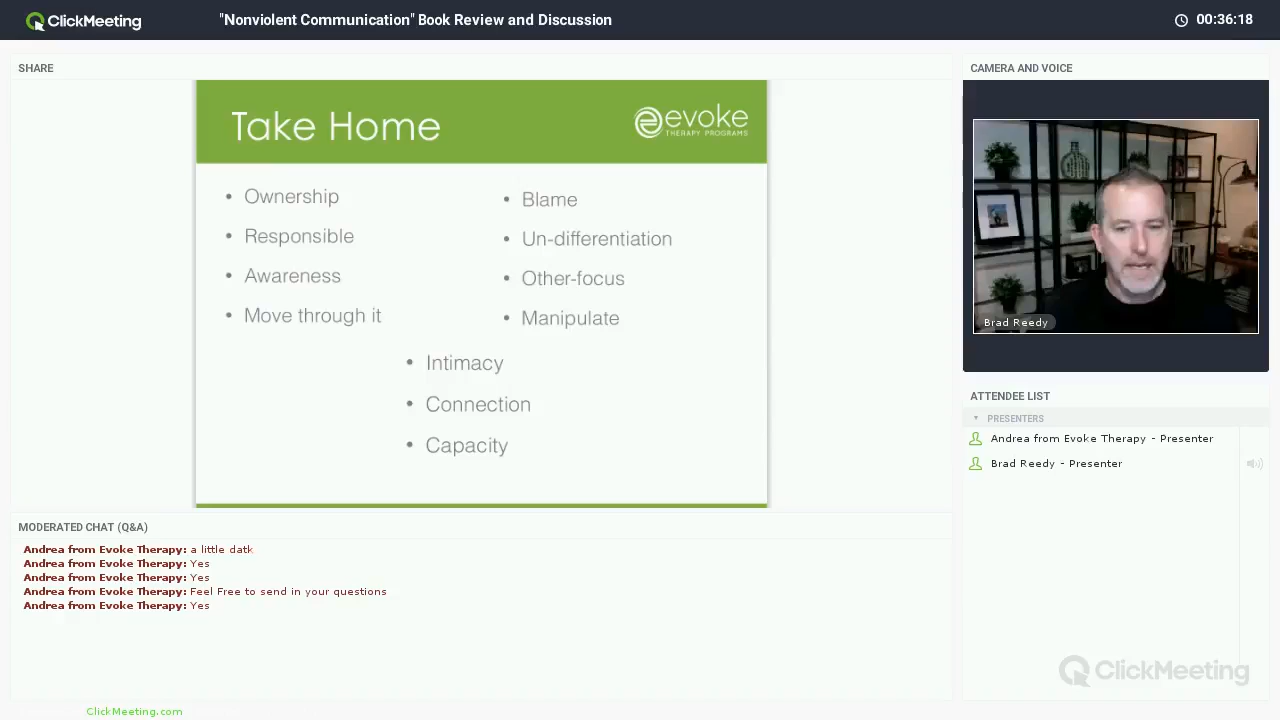 ClickMeeting
"Nonviolent Communication" Book Review and Discussion
00:36:18
SHARE
Take Home
evoke
THERAPY PROGRAMS
• Ownership
• Responsible
• Awareness
• Move through it
• Blame
• Un-differentiation
• Other-focus
• Manipulate
• Intimacy
• Connection
• Capacity
CAMERA AND VOICE
Brad Reedy
ATTENDEE LIST
PRESENTERS
Andrea from Evoke Therapy - Presenter
Brad Reedy - Presenter
MODERATED CHAT (Q&A)
Andrea from Evoke Therapy: a little datk
Andrea from Evoke Therapy: Yes
Andrea from Evoke Therapy: Yes
Andrea from Evoke Therapy: Feel Free to send in your questions
Andrea from Evoke Therapy: Yes
ClickMeeting
ClickMeeting.com